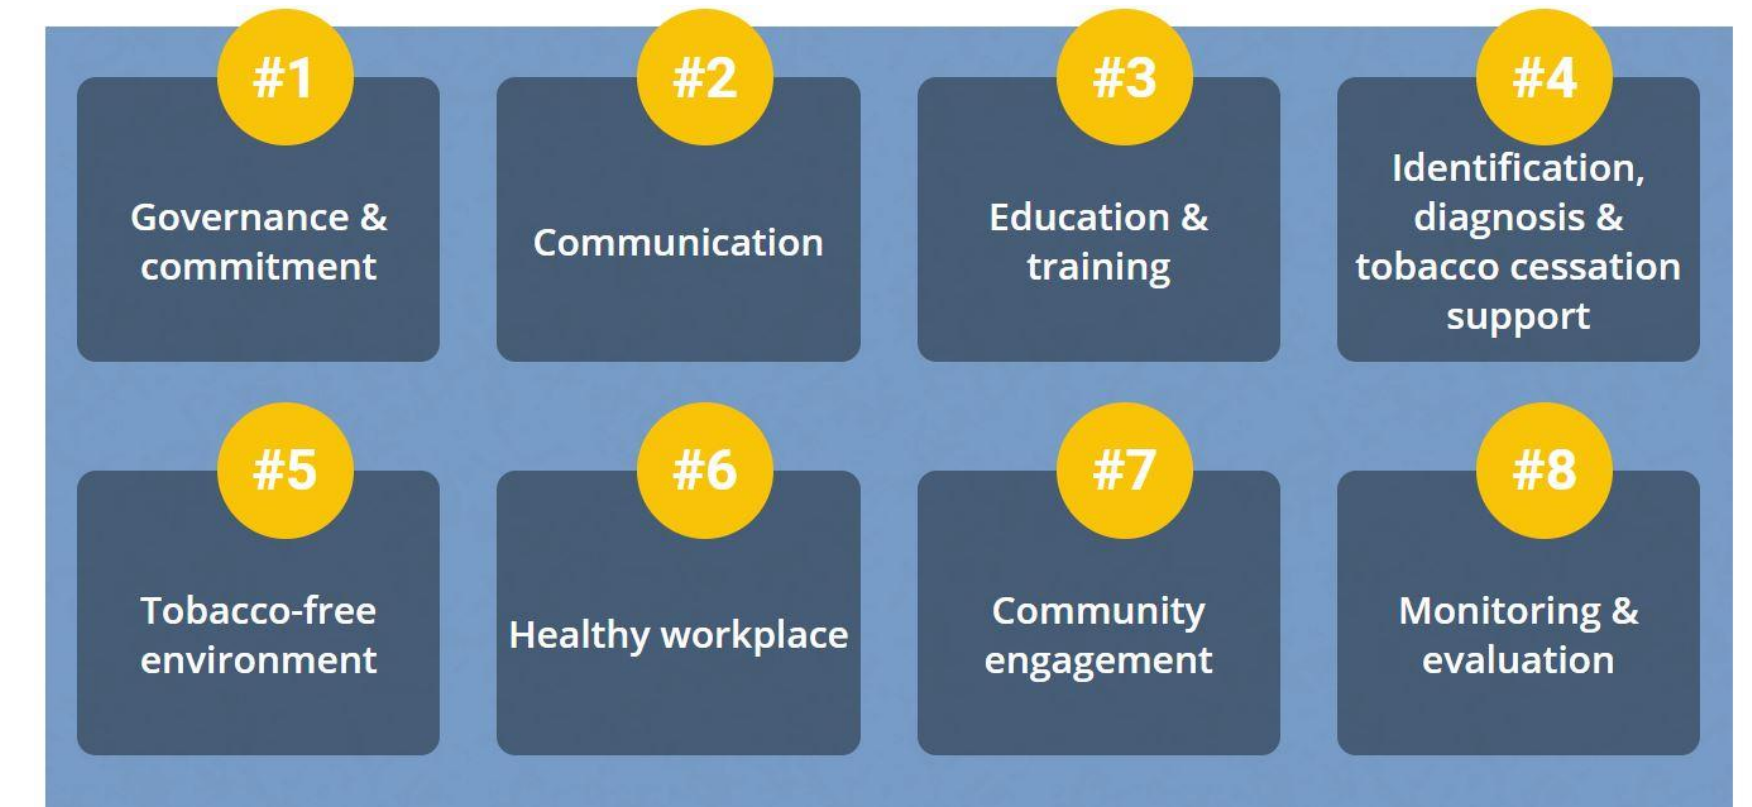 #1
Governance &
commitment
#2
Communication
#3
Education &
training
#4
Identification,
diagnosis &
tobacco cessation
support
#5
Tobacco-free
environment
#6
Healthy workplace
#7
Community
engagement
#8
Monitoring &
evaluation